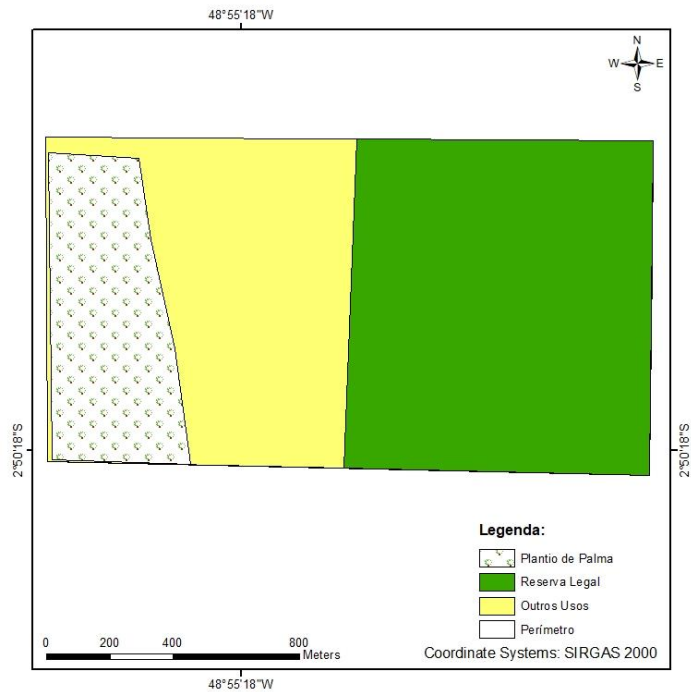 48°55'18"W
N
W E
S
2°50'18"S
2°50'18"S
Legenda:
Plantio de Palma
Reserva Legal
Outros Usos
Perímetro
0 200 400 800
Meters
Coordinate Systems: SIRGAS 2000
48°55'18"W